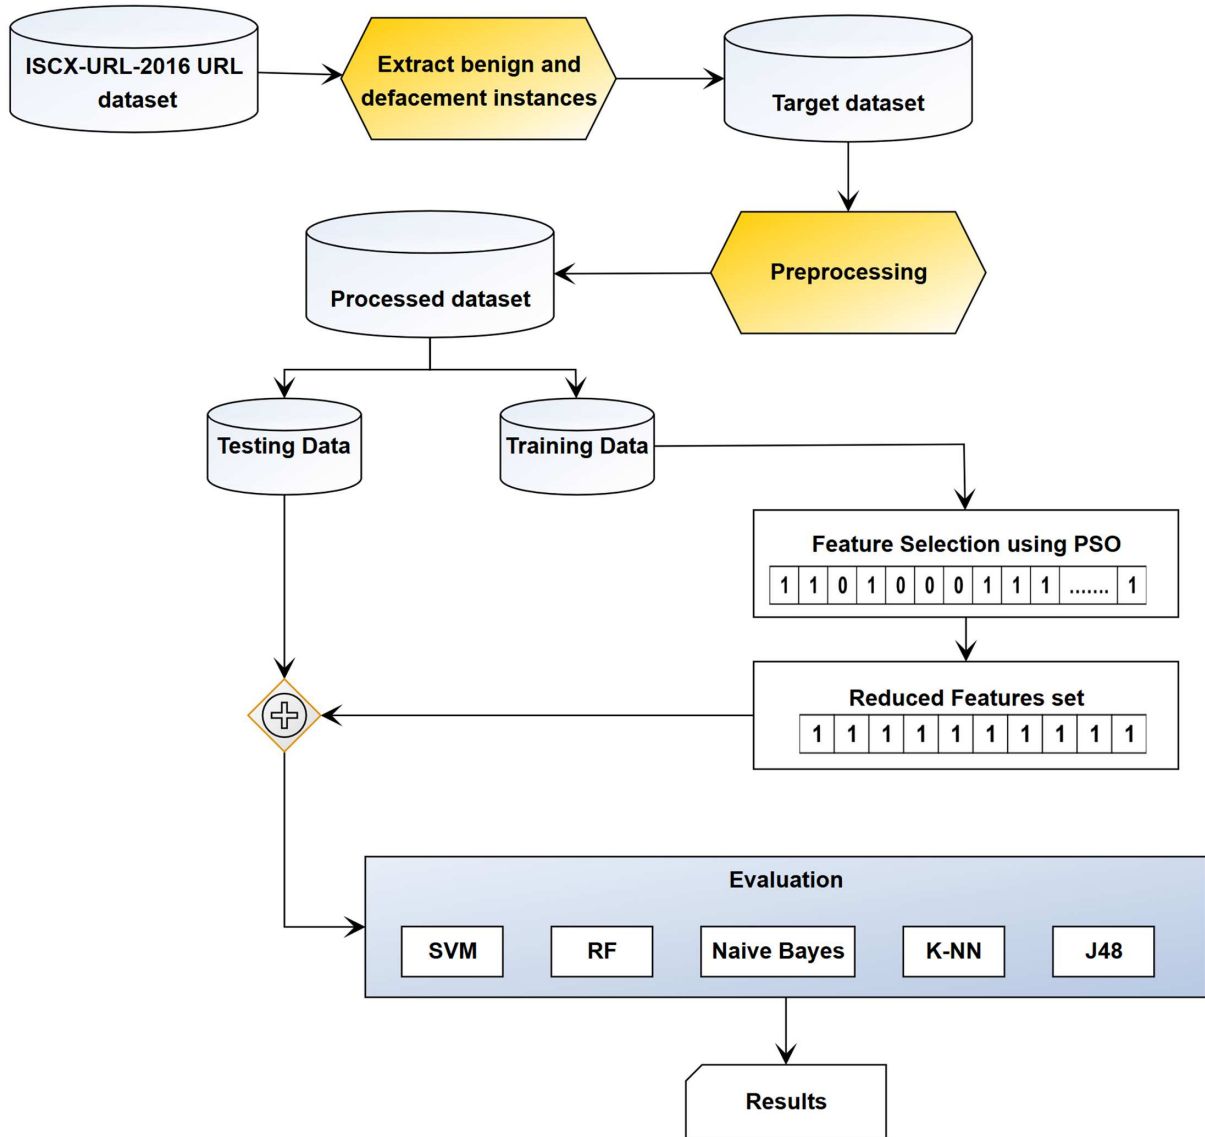 ISCX-URL-2016 URL
dataset
Extract benign and
defacement instances
Target dataset
Preprocessing
Processed dataset
Testing Data
Training Data
Feature Selection using PSO
1 1 0 1 0 0 0 1 1 1 ....... 1
Reduced Features set
1 1 1 1 1 1 1 1 1 1
Evaluation
SVM RF Naive Bayes K-NN J48
Results